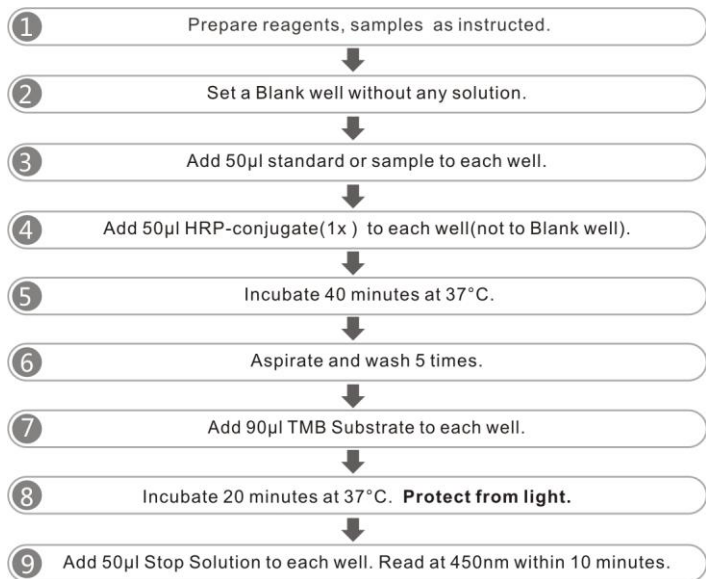 1 Prepare reagents, samples as instructed.
2 Set a Blank well without any solution.
3 Add 50µl standard or sample to each well.
4 Add 50µl HRP-conjugate(1x ) to each well(not to Blank well).
5 Incubate 40 minutes at 37°C.
6 Aspirate and wash 5 times.
7 Add 90µl TMB Substrate to each well.
8 Incubate 20 minutes at 37°C. Protect from light.
9 Add 50µl Stop Solution to each well. Read at 450nm within 10 minutes.